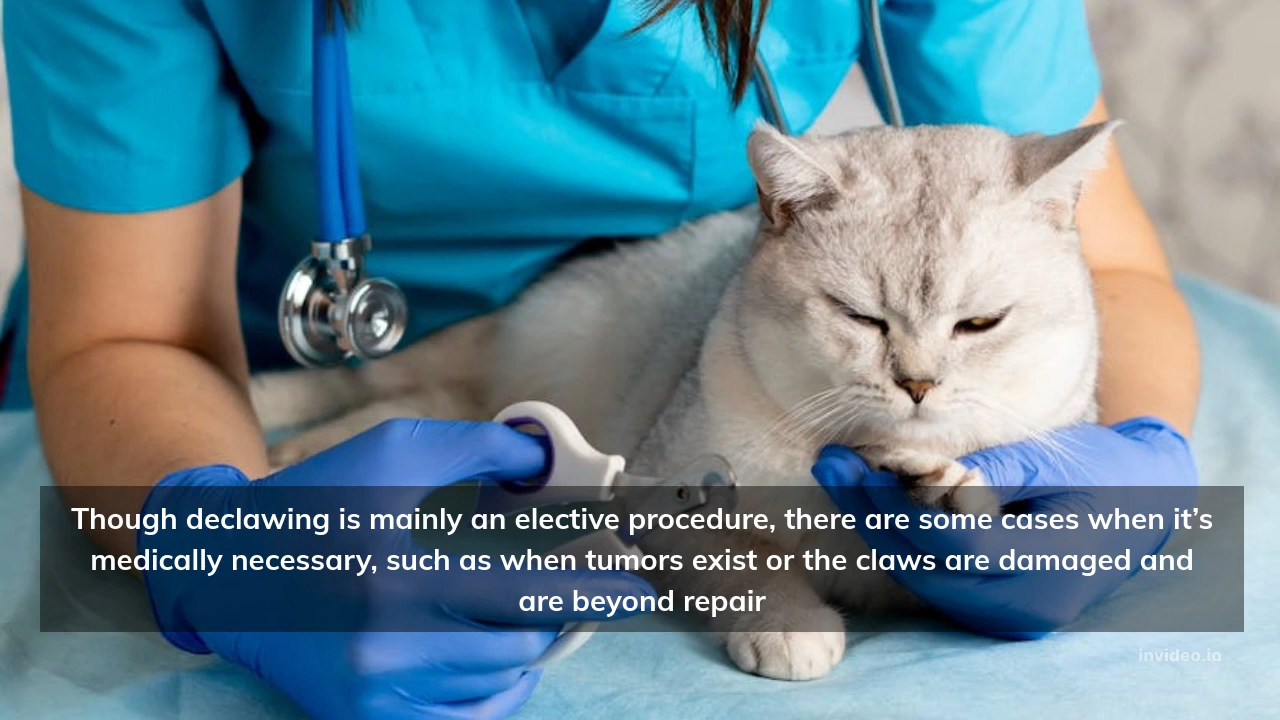 Though declawing is mainly an elective procedure, there are some cases when it’s
medically necessary, such as when tumors exist or the claws are damaged and
are beyond repair
invideo.io